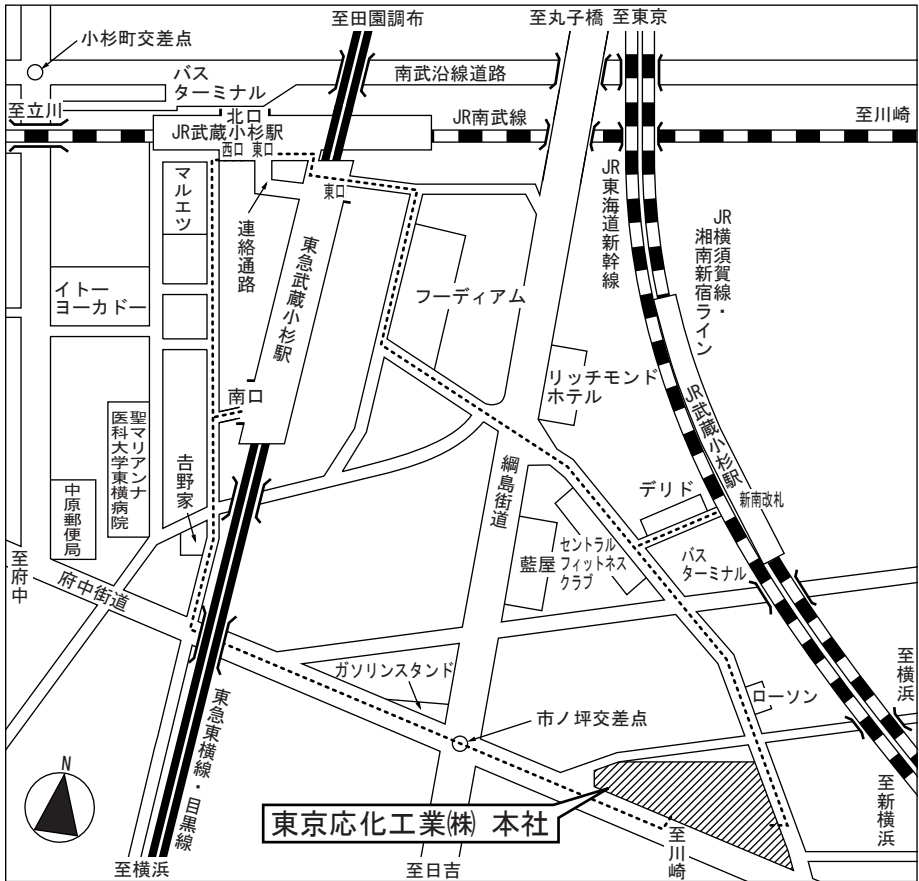 至田園調布
至丸子橋
至東京
小杉町交差点
バス
ターミナル
南武沿線道路
至立川
北口
JR武蔵小杉駅
西口
東口
JR南武線
至川崎
マルエツ
連絡通路
東口
東急武蔵小杉駅
JR東海道新幹線
JR横須賀線・
湘南新宿ライン
イトー
ヨーカドー
フーディアム
リッチモンド
ホテル
JR武蔵小杉駅
南口
聖マリアンナ
医科大学東横病院
吉野家
中原郵便局
綱島街道
デリド
新南改札
至府中
藍屋
セントラル
フィットネス
クラブ
バス
ターミナル
府中街道
ガソリンスタンド
至横浜
ローソン
東急東横線・目黒線
市ノ坪交差点
N
東京応化工業㈱ 本社
至川崎
至新横浜
至横浜
至日吉